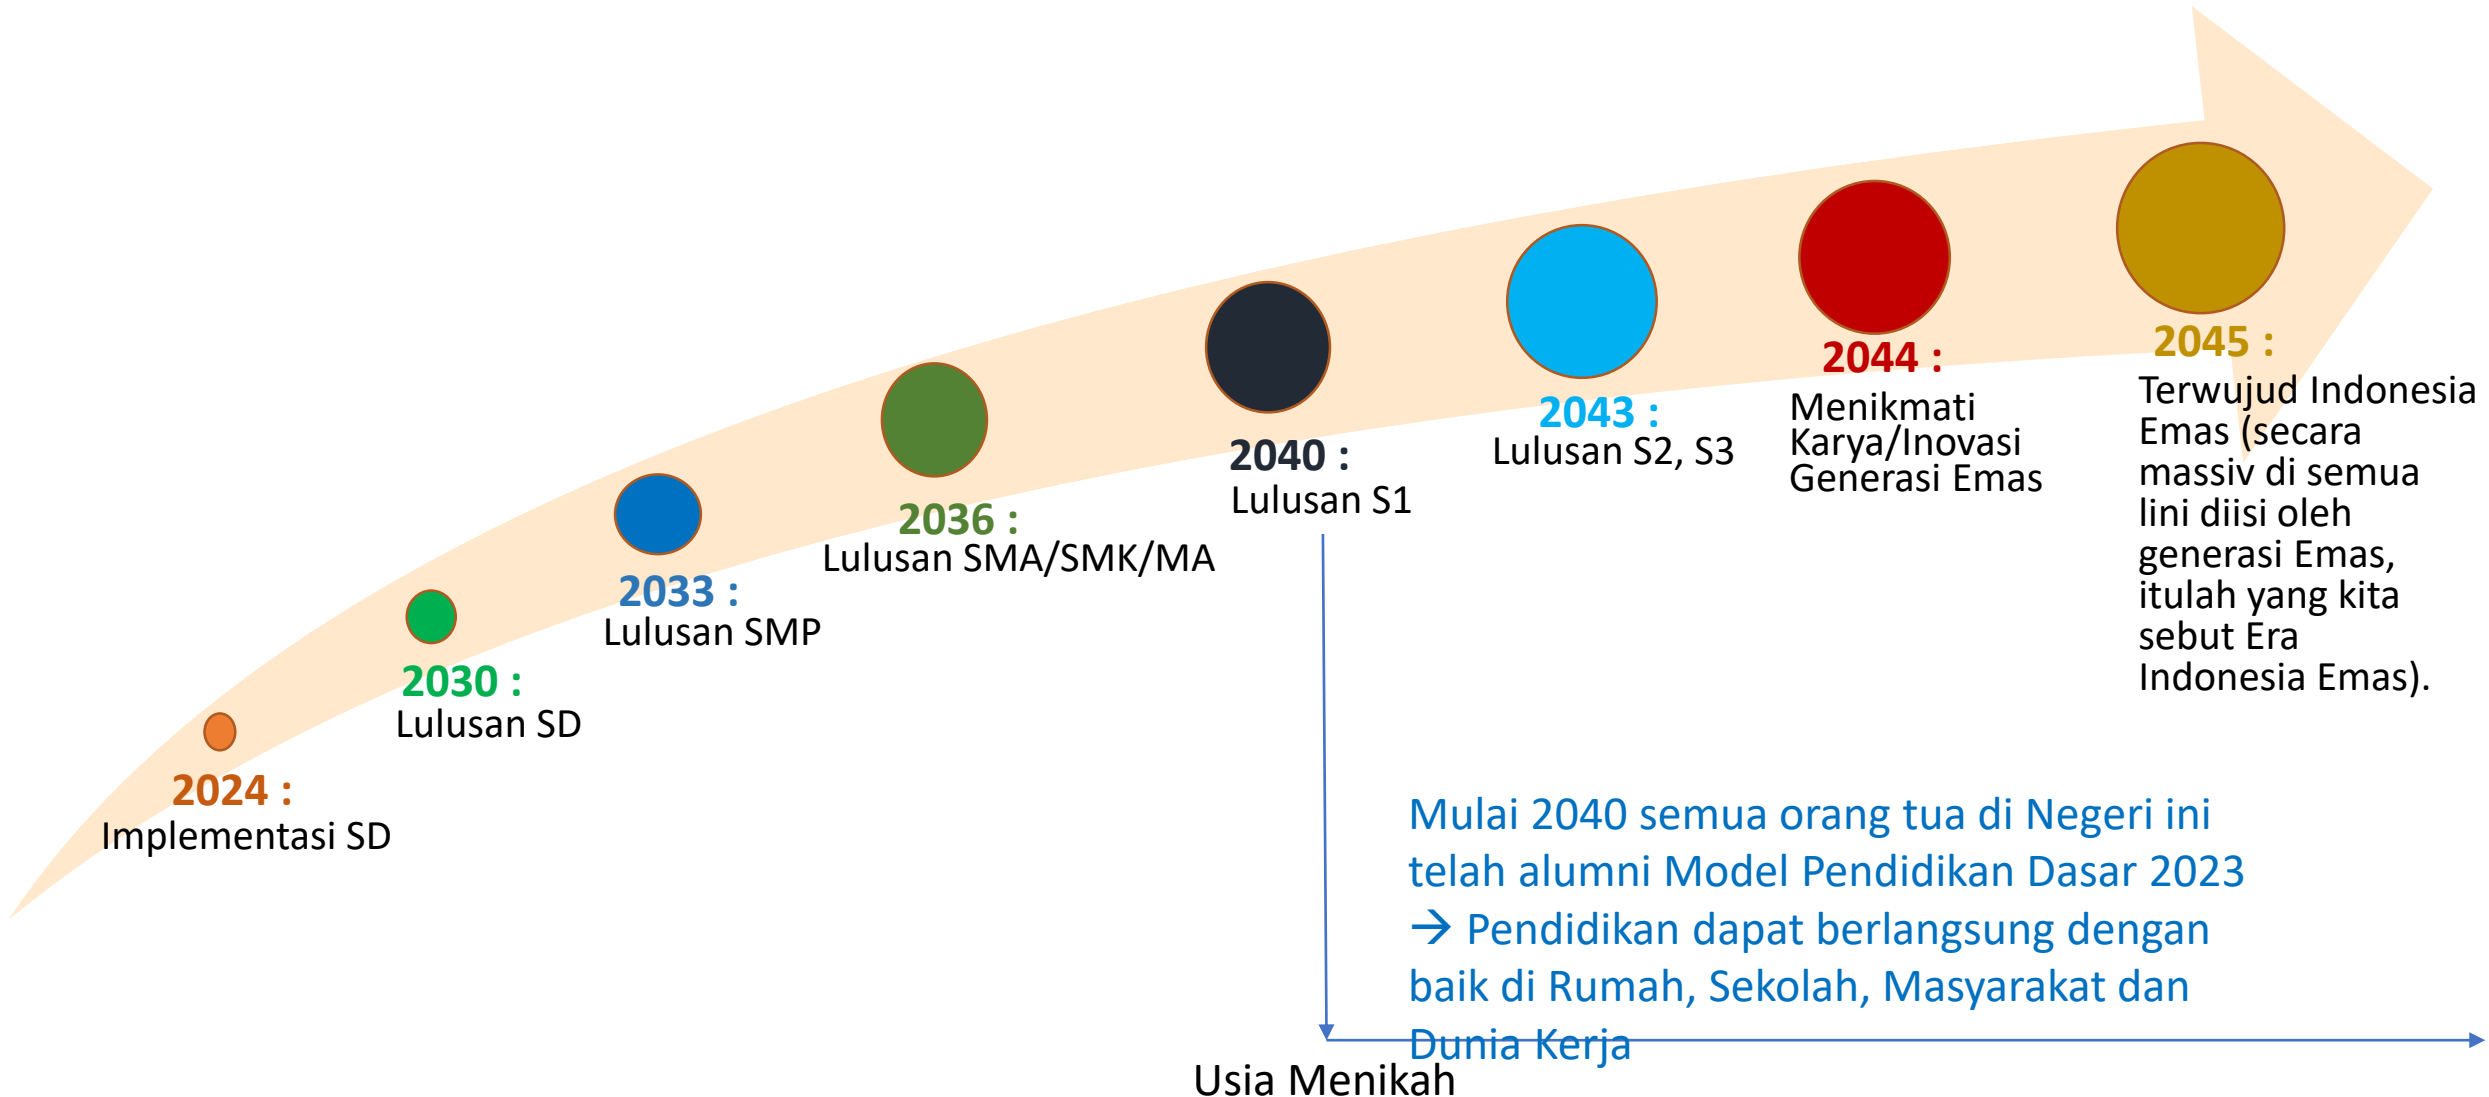 2024 :
Implementasi SD
2030 :
Lulusan SD
2033 :
Lulusan SMP
2036 :
Lulusan SMA/SMK/MA
2040 :
Lulusan S1
2043 :
Lulusan S2, S3
2044 :
Menikmati
Karya/Inovasi
Generasi Emas
2045 :
Terwujud Indonesia
Emas (secara
massiv di semua
lini diisi oleh
generasi Emas,
itulah yang kita
sebut Era
Indonesia Emas).
Mulai 2040 semua orang tua di Negeri ini
telah alumni Model Pendidikan Dasar 2023
→ Pendidikan dapat berlangsung dengan
baik di Rumah, Sekolah, Masyarakat dan
Dunia Kerja
Usia Menikah